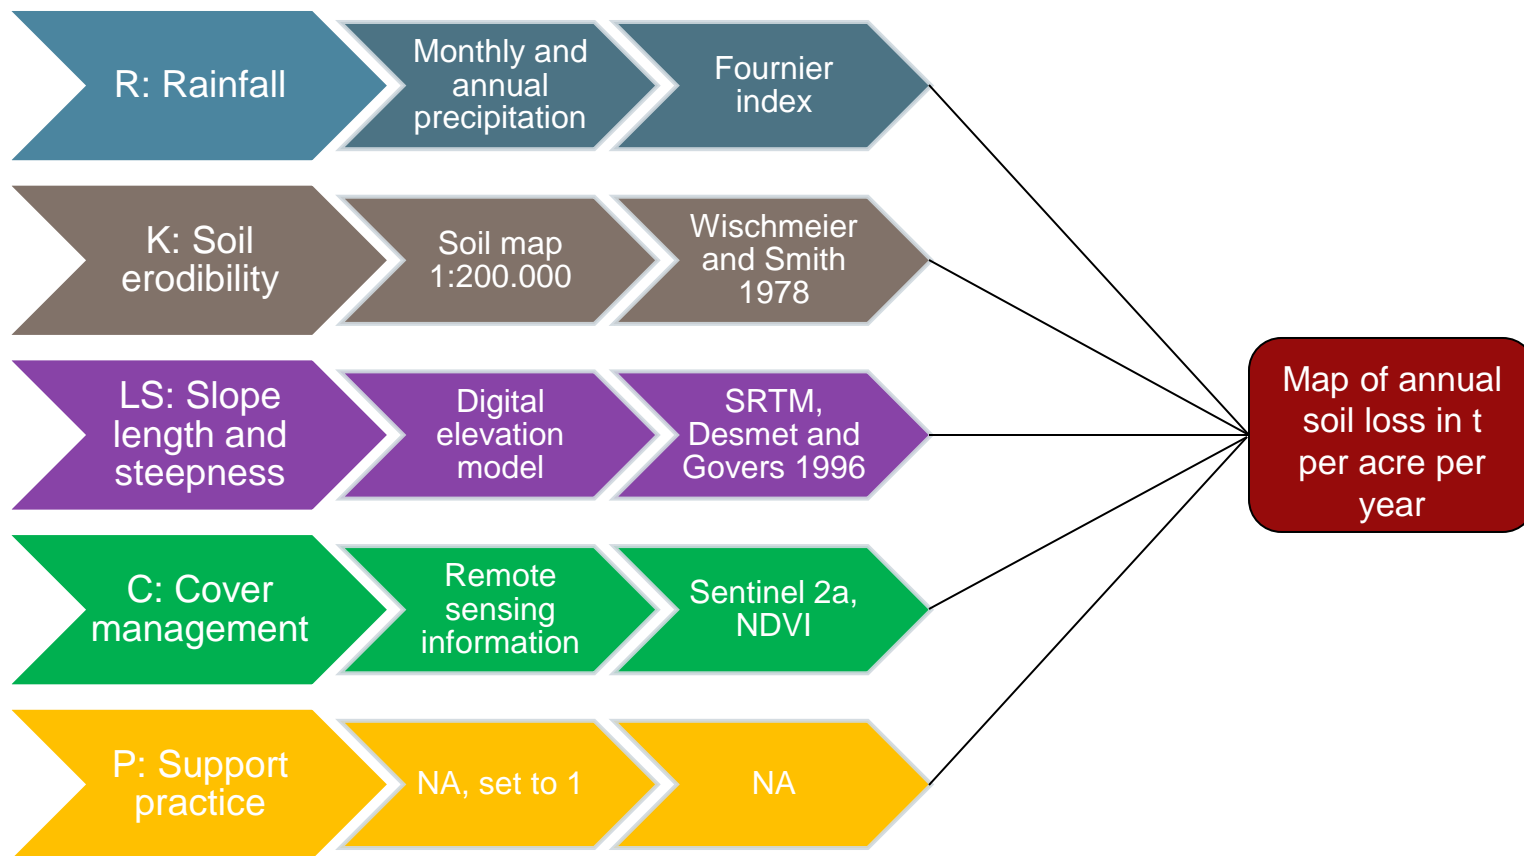 R: Rainfall
Monthly and
annual
precipitation
Fournier
index
K: Soil
erodibility
Soil map
1:200.000
Wischmeier
and Smith
1978
LS: Slope
length and
steepness
Digital
elevation
model
SRTM,
Desmet and
Govers 1996
C: Cover
management
Remote
sensing
information
Sentinel 2a,
NDVI
P: Support
practice
NA, set to 1
NA
Map of annual
soil loss in t
per acre per
year